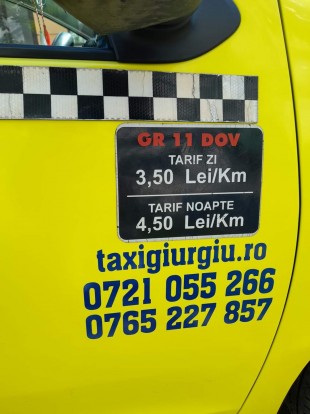 GR 11 DOV
TARIF ZI
3,50 Lei/Km
TARIF NOAPTE
4,50 Lei/Km
taxigiurgiu.ro
0721 055 266
0765 227 857